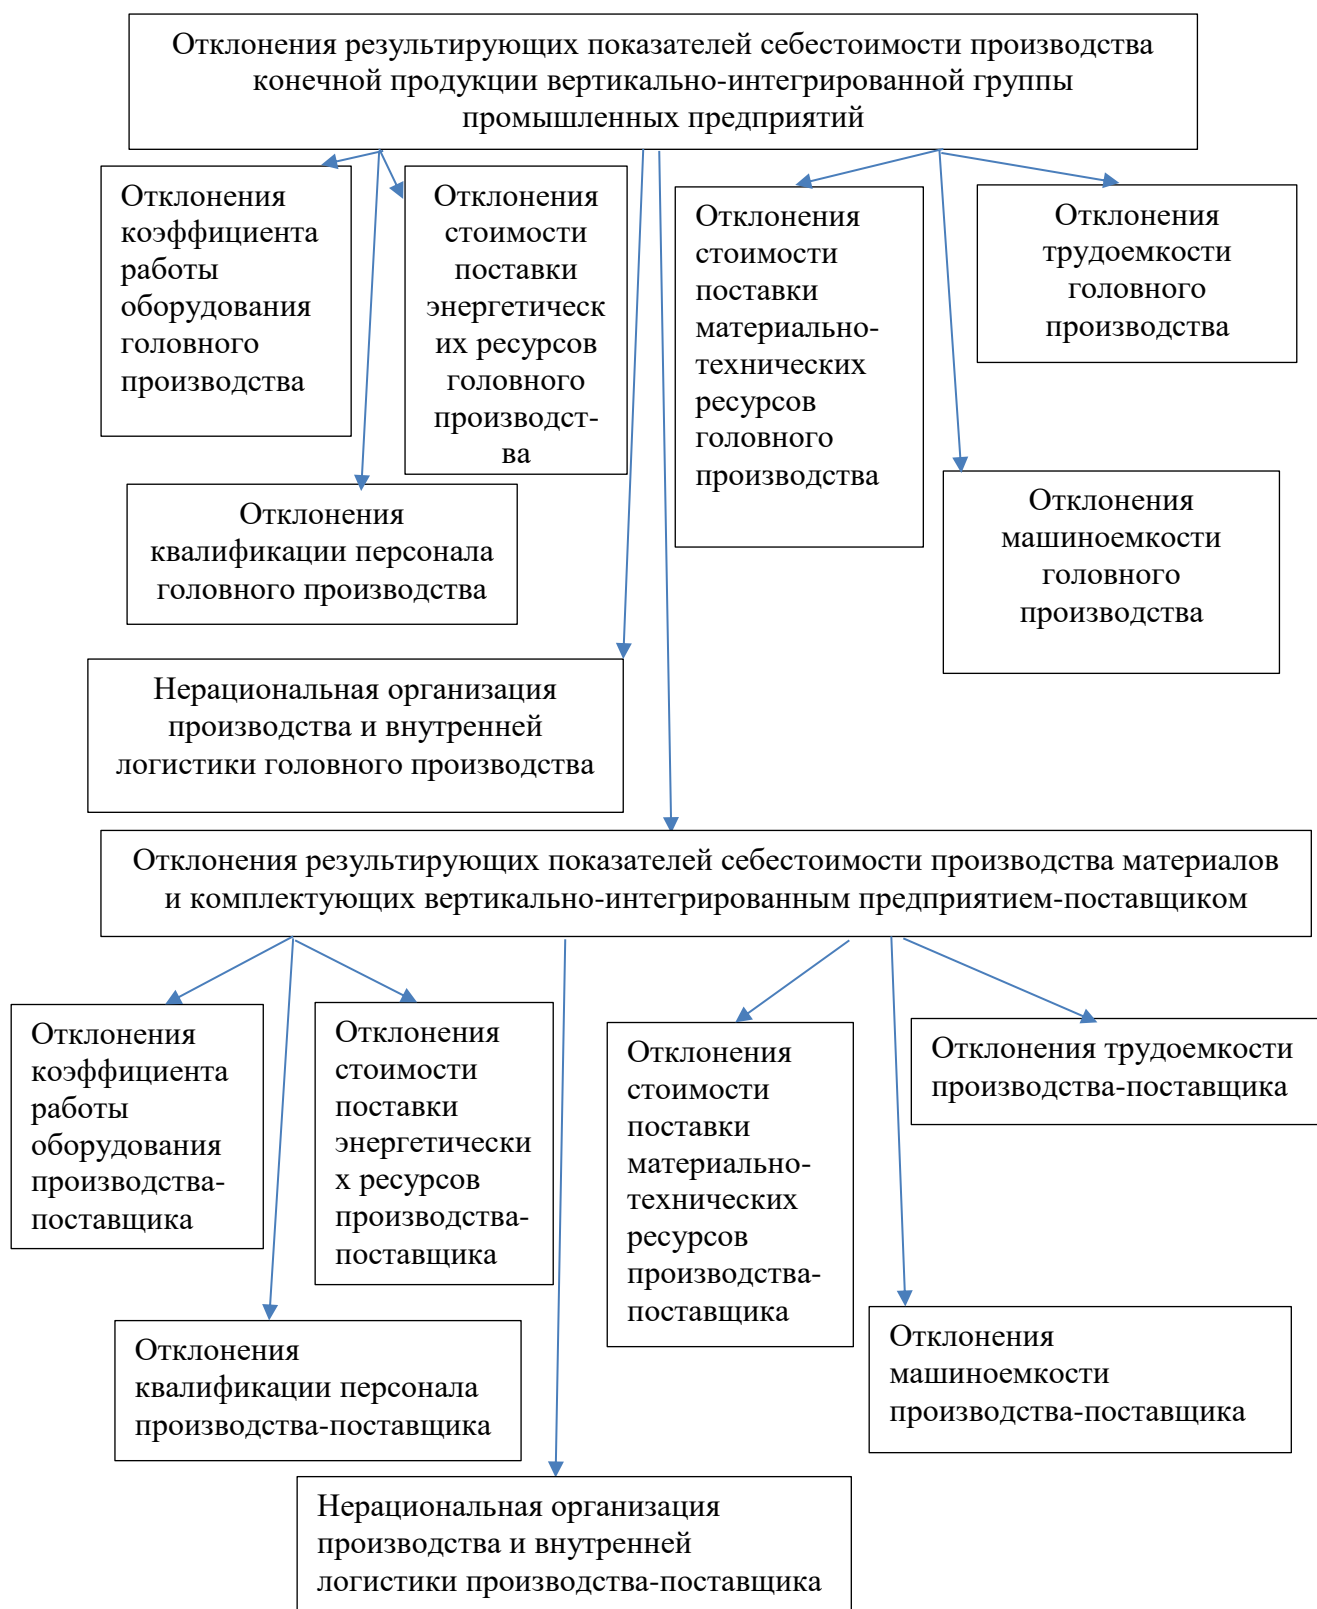 Отклонения результирующих показателей себестоимости производства
конечной продукции вертикально-интегрированной группы
промышленных предприятий
Отклонения
коэффициента
работы
оборудования
головного
производства
Отклонения
стоимости
поставки
энергетическ
их ресурсов
головного
производст-
ва
Отклонения
стоимости
поставки
материально-
технических
ресурсов
головного
производства
Отклонения
трудоемкости
головного
производства
Отклонения
квалификации персонала
головного производства
Отклонения
машиноемкости
головного
производства
Нерациональная организация
производства и внутренней
логистики головного производства
Отклонения результирующих показателей себестоимости производства материалов
и комплектующих вертикально-интегрированным предприятием-поставщиком
Отклонения
коэффициента
работы
оборудования
производства-
поставщика
Отклонения
стоимости
поставки
энергетически
х ресурсов
производства-
поставщика
Отклонения
стоимости
поставки
материально-
технических
ресурсов
производства-
поставщика
Отклонения трудоемкости
производства-поставщика
Отклонения
квалификации персонала
производства-поставщика
Отклонения
машиноемкости
производства-поставщика
Нерациональная организация
производства и внутренней
логистики производства-поставщика